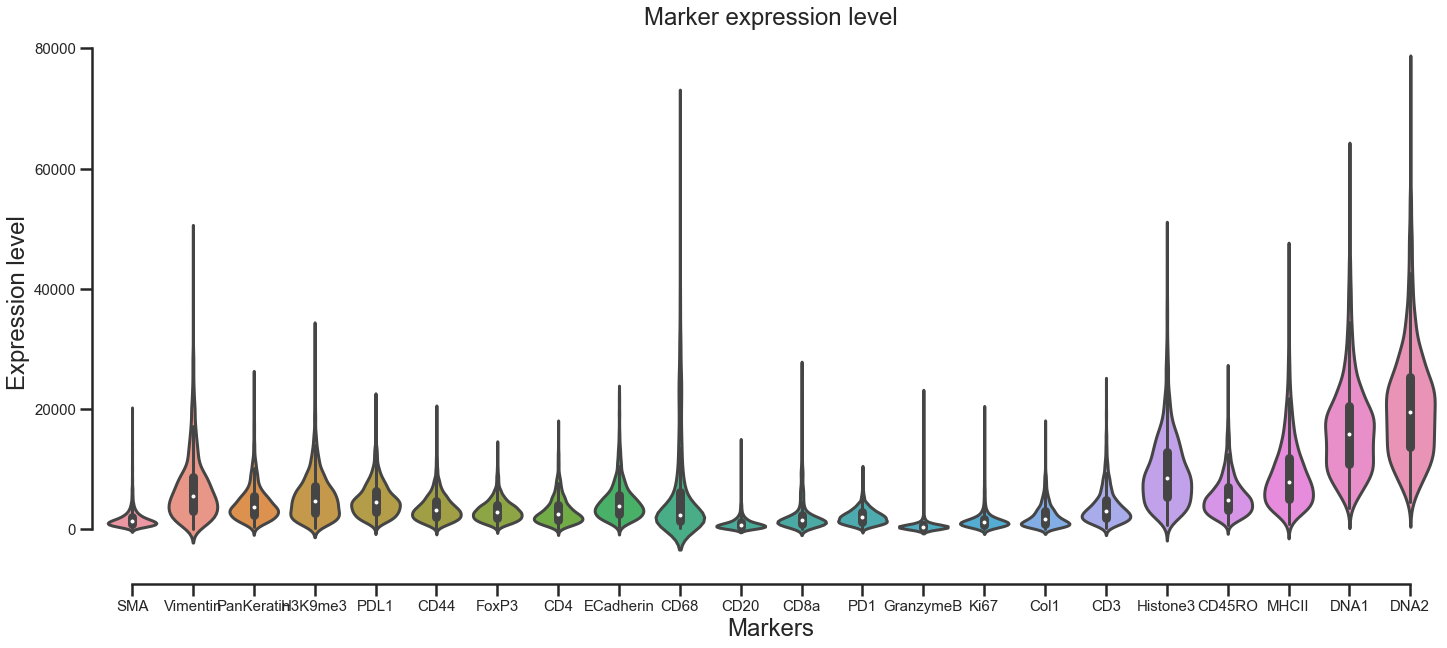 Marker expression level
80000
60000
40000
20000
0
Expression level
SMA Vimentin PanKeratin H3K9me3 PDL1 CD44 FoxP3 CD4 ECadherin CD68 CD20 CD8a PD1 GranzymeB Ki67 Col1 CD3 Histone3 CD45RO MHCII DNA1 DNA2
Markers